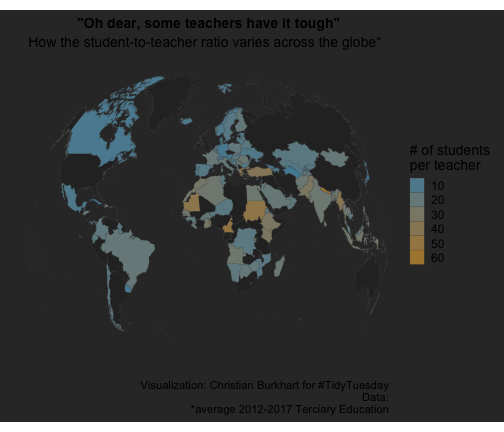 "Oh dear, some teachers have it tough"
How the student-to-teacher ratio varies across the globe*
# of students
per teacher
10
20
30
40
50
60
Visualization: Christian Burkhart for #TidyTuesday
Data:
*average 2012-2017 Terciary Education